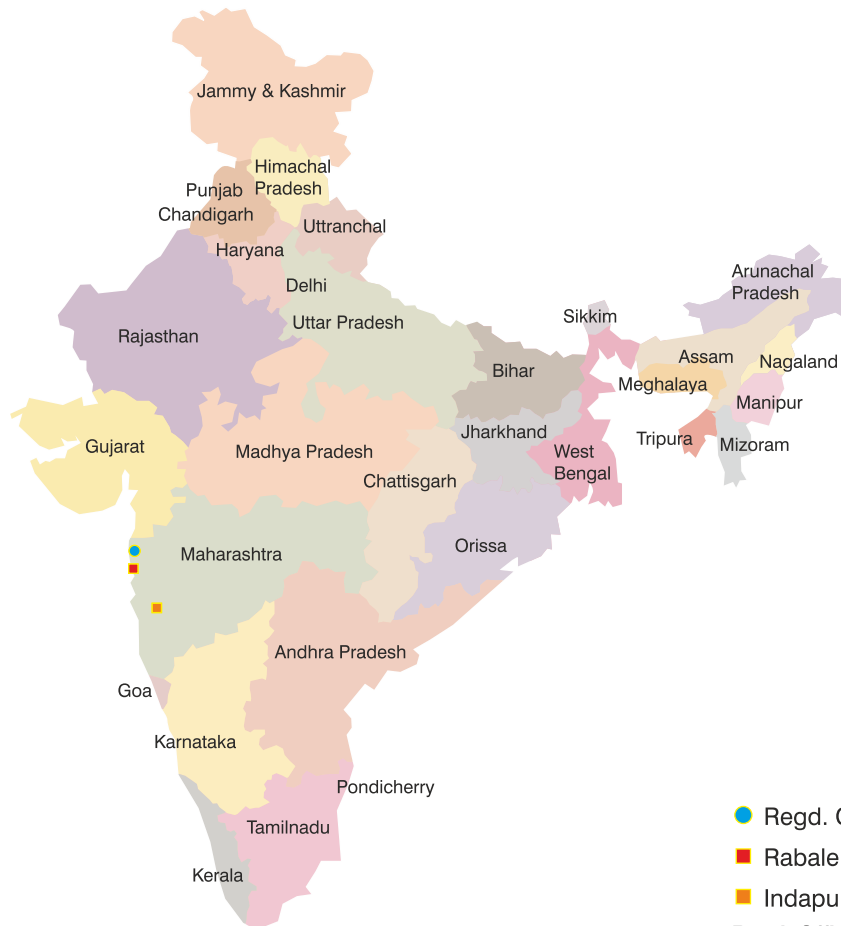 Jammy & Kashmir
Himachal
Pradesh
Punjab
Chandigarh
Uttranchal
Haryana
Delhi
Arunachal
Pradesh
Sikkim
Uttar Pradesh
Rajasthan
Assam
Nagaland
Bihar
Meghalaya
Manipur
Jharkhand
Tripura
Mizoram
Gujarat
Madhya Pradesh
West
Bengal
Chattisgarh
Orissa
Maharashtra
Andhra Pradesh
Goa
Karnataka
Pondicherry
Tamilnadu
Kerala
Regd.
Rabale
Indapu